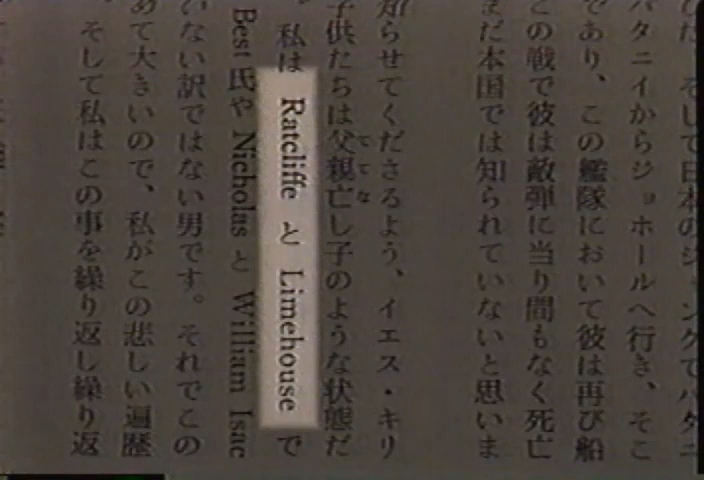 った。そして日本のジャンクでパタニ
パタニイからジョホールへ行き、そこ
であり、この艦隊において彼は再び船
この戦で彼は敵弾に当り間もなく死亡
まだ本国では知られていないと思いま
知らせてくださるよう、イエス・キリ
子供たちは父親亡し子のような状態だ
ててな
私は Ratcliffe と Limehouse で
Best 氏や Nicholas と William Isac
いない訳ではない男です。それでこの
あて大きいので、私がこの悲しい遍歴
そして私はこの事を繰り返し繰り返